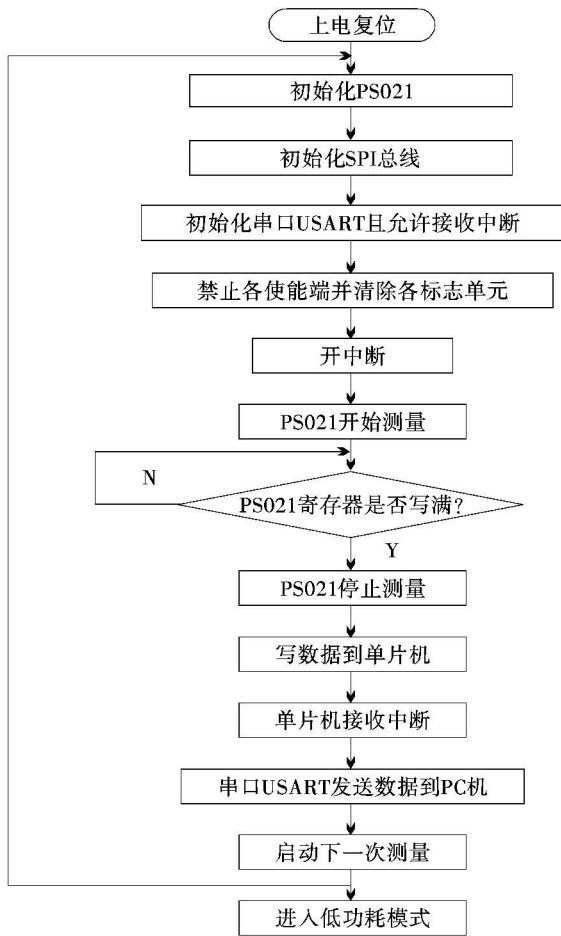 上电复位
初始化PS021
初始化SPI总线
初始化串口USART且允许接收中断
禁止各使能端并清除各标志单元
开中断
PS021开始测量
N
PS021寄存器是否写满?
Y
PS021停止测量
写数据到单片机
单片机接收中断
串口USART发送数据到PC机
启动下一次测量
进入低功耗模式